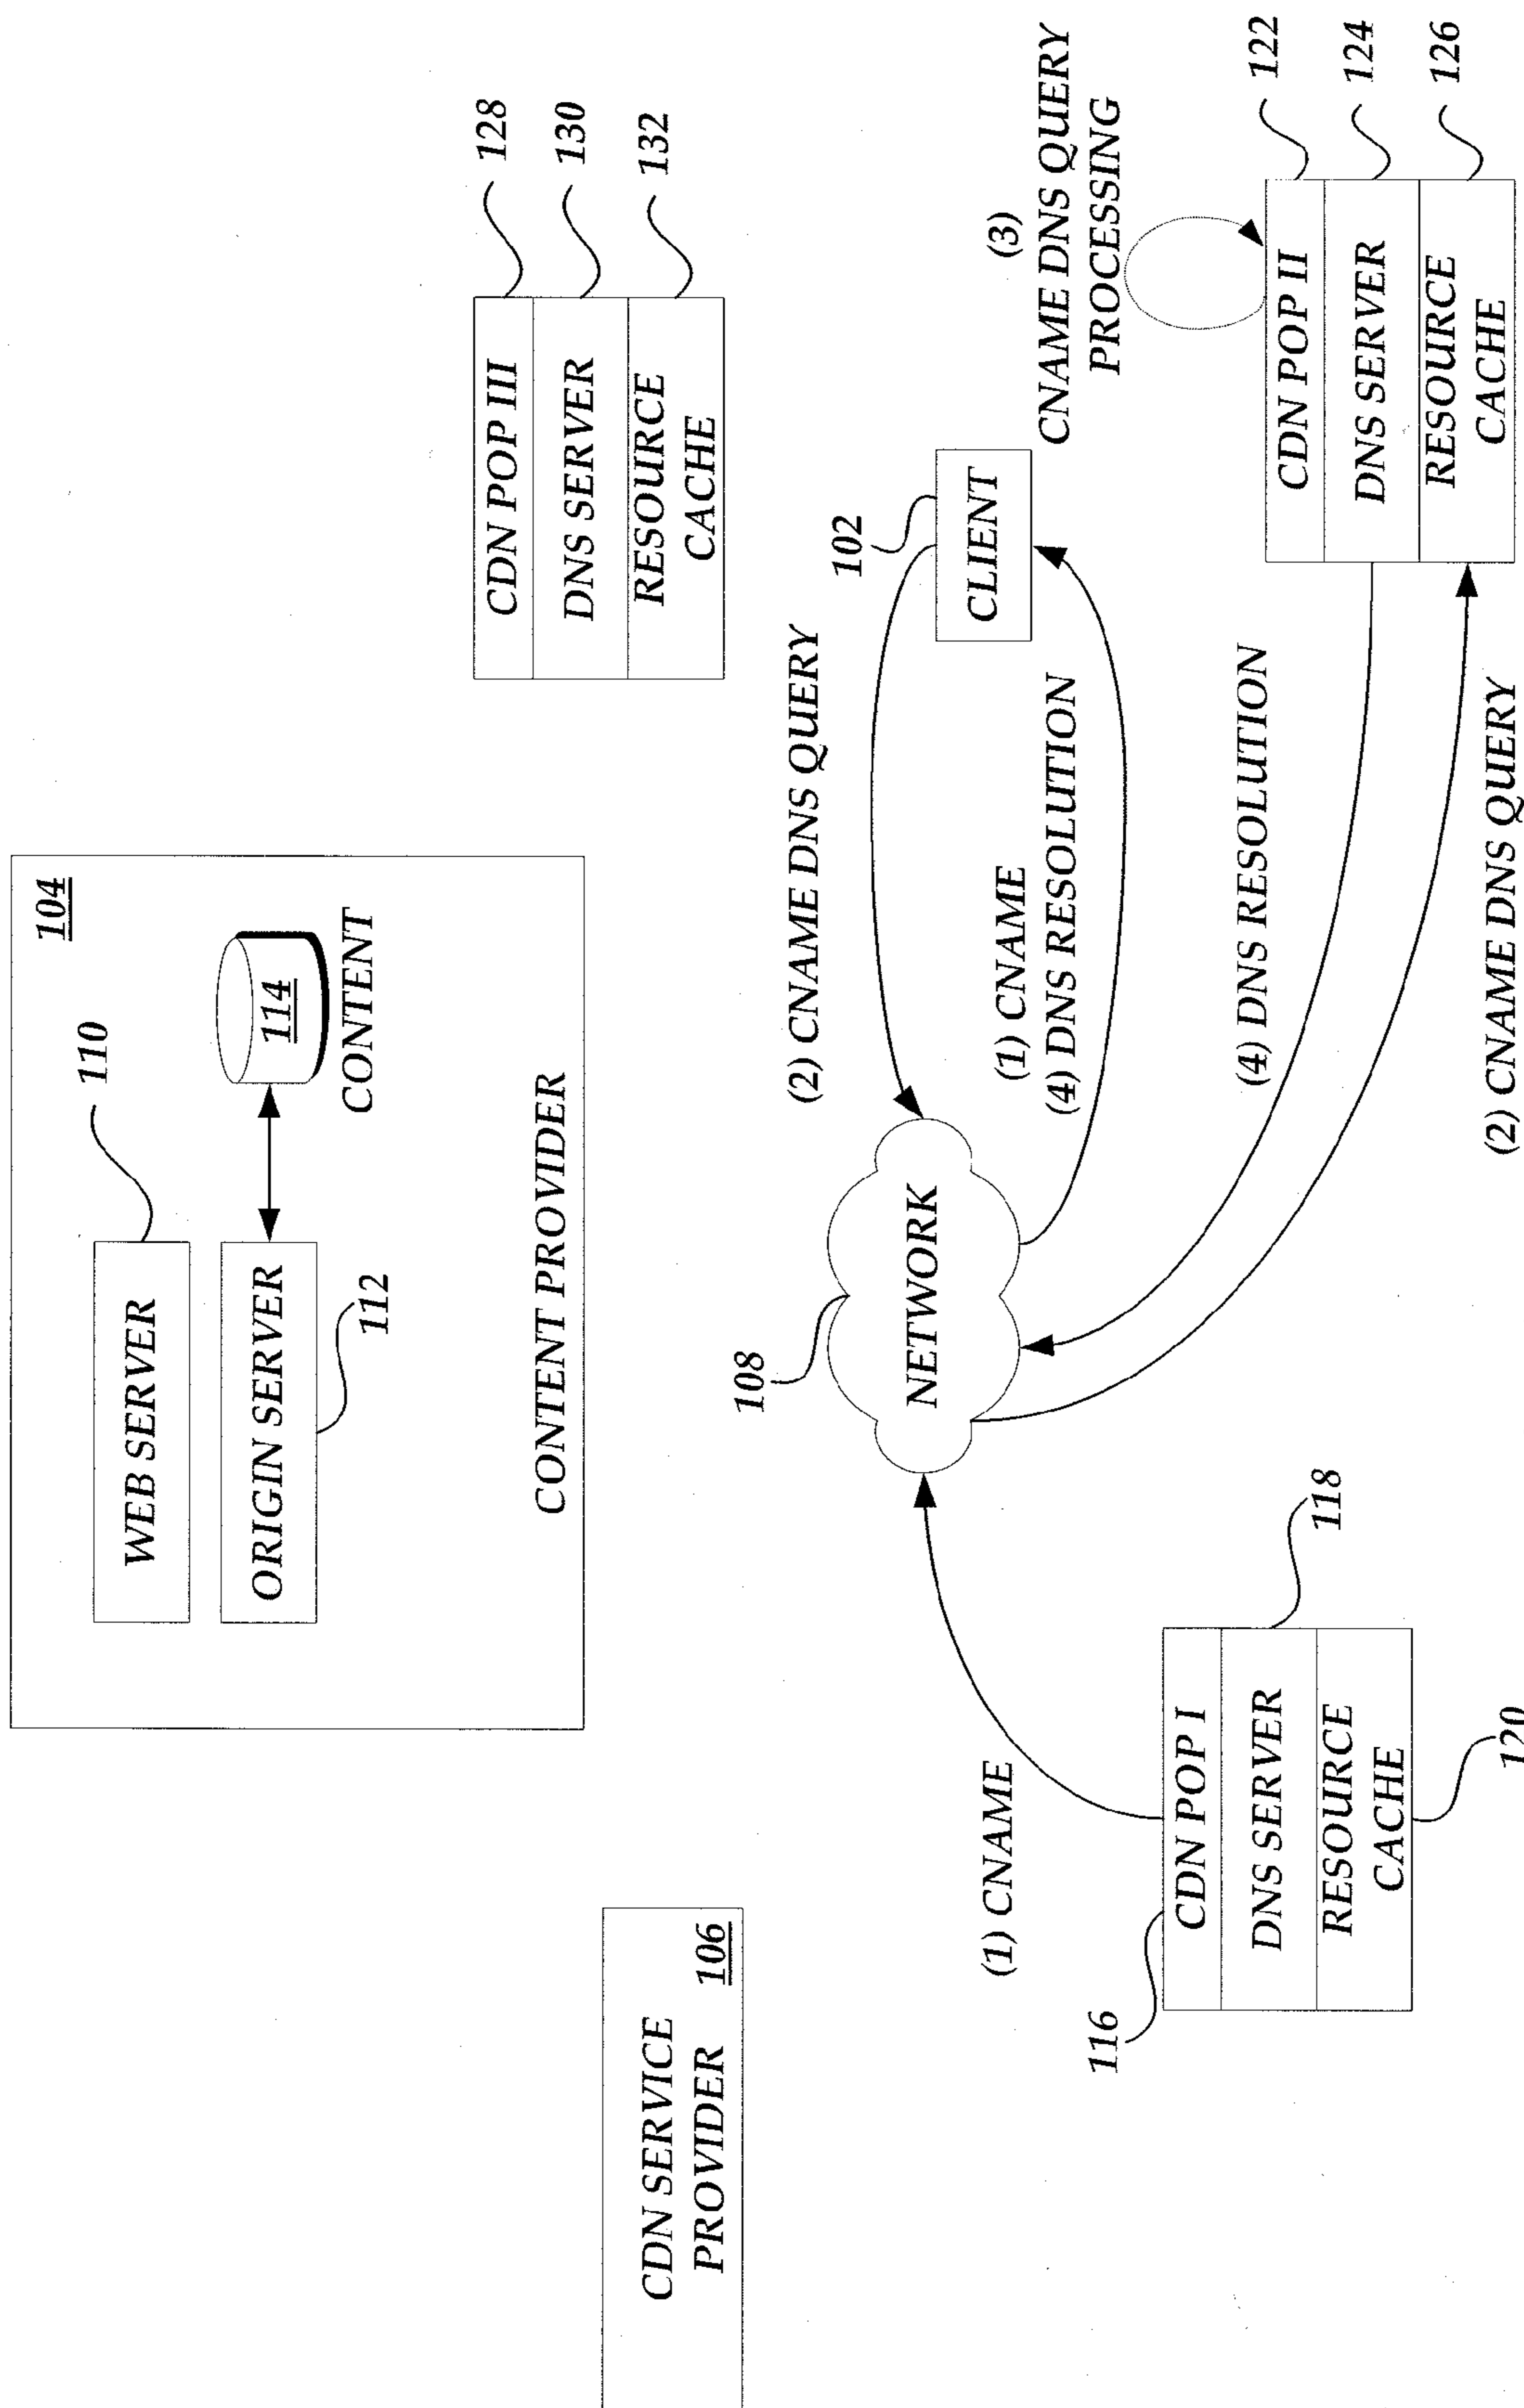 104
WEB SERVER
110
ORIGIN SERVER
112
114
CONTENT
CONTENT PROVIDER
CDN SERVICE
PROVIDER 106
CDN POP III
DNS SERVER
RESOURCE
CACHE
128
130
132
108
NETWORK
(2) CNAME DNS QUERY
102
CLIENT
(1) CNAME
(4) DNS RESOLUTION
(1) CNAME
116
CDN POP I
DNS SERVER
RESOURCE
CACHE
118
120
(3)
CNAME DNS QUERY
PROCESSING
(4) DNS RESOLUTION
CDN POP II
DNS SERVER
RESOURCE
CACHE
122
124
126
(2) CNAME DNS QUERY